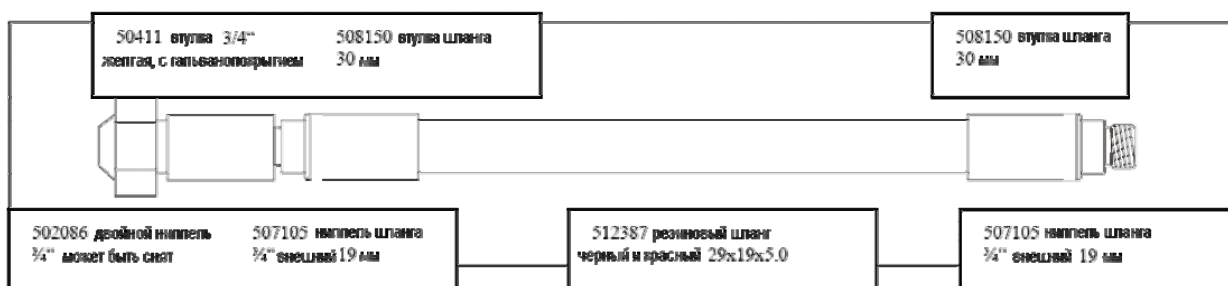 50411 втулка 3/4" 508150 втулка шланга
желтая, с гальванопокрытием 30 мм
508150 втулка шланга
30 мм
502086 двойной ниппель 507105 ниппель шланга
¾" может быть снят ¾" внешний 19 мм
512387 резиновый шланг
черный и красный 29x19x5.0
507105 ниппель шланга
¾" внешний 19 мм